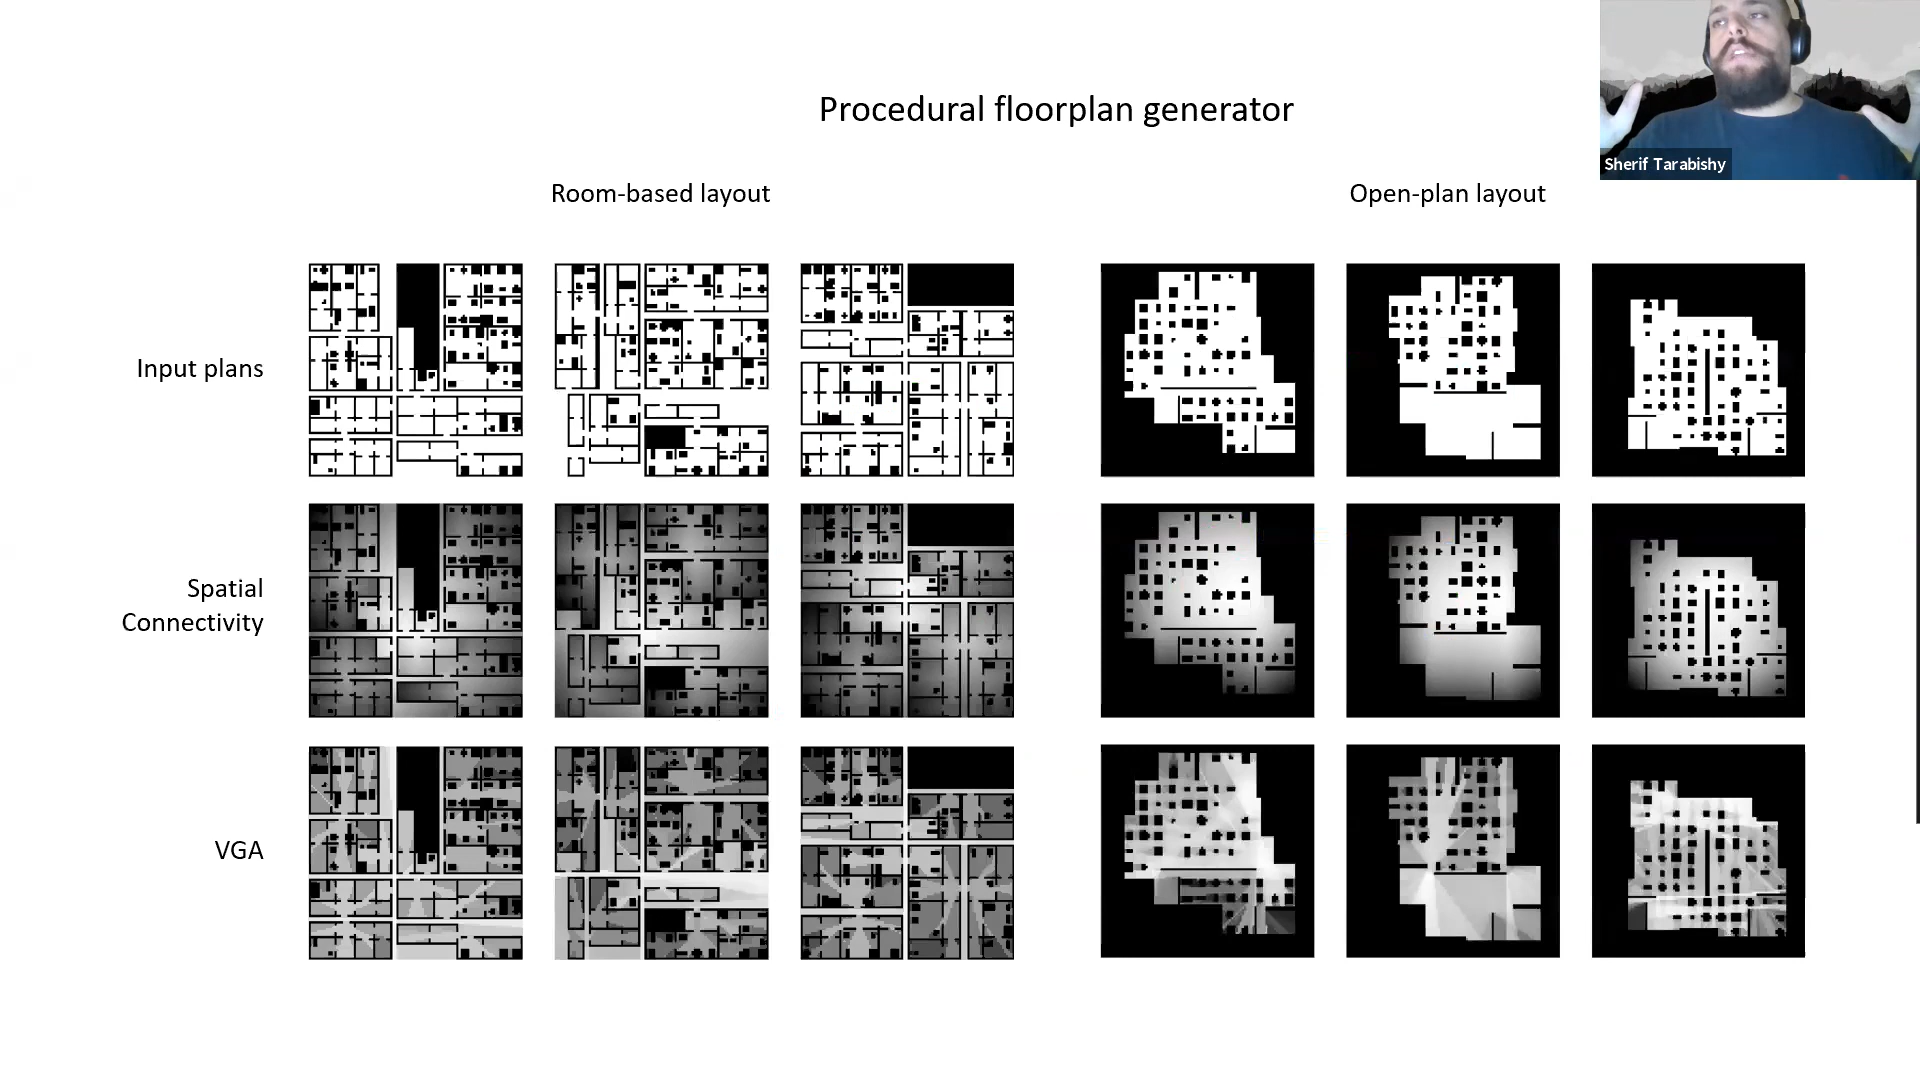 Procedural floorplan generator
Sherif Tarabishy
Room-based layout
Open-plan layout
Input plans
Spatial
Connectivity
VGA